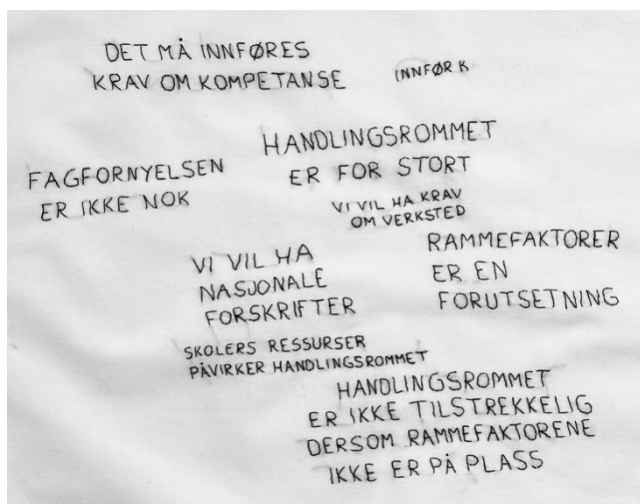 DET MÅ INNFØRES
KRAV OM KOMPETANSE
INNFØR K
HANDLINGSROMMET
ER FOR STORT
FAGFORNYELSEN
ER IKKE NOK
VI VIL HA KRAV
OM VERKSTED
VI VIL HA
NASJONALE
FORSKRIFTER
RAMMEFAKTORER
ER EN
FORUTSETNING
SKOLERS RESSURSER
PÅVIRKER HANDLINGSROMMET
HANDLINGSROMMET
ER IKKE TILSTREKKELIG
DERSOM RAMMEFAKTORENE
IKKE ER PÅ PLASS